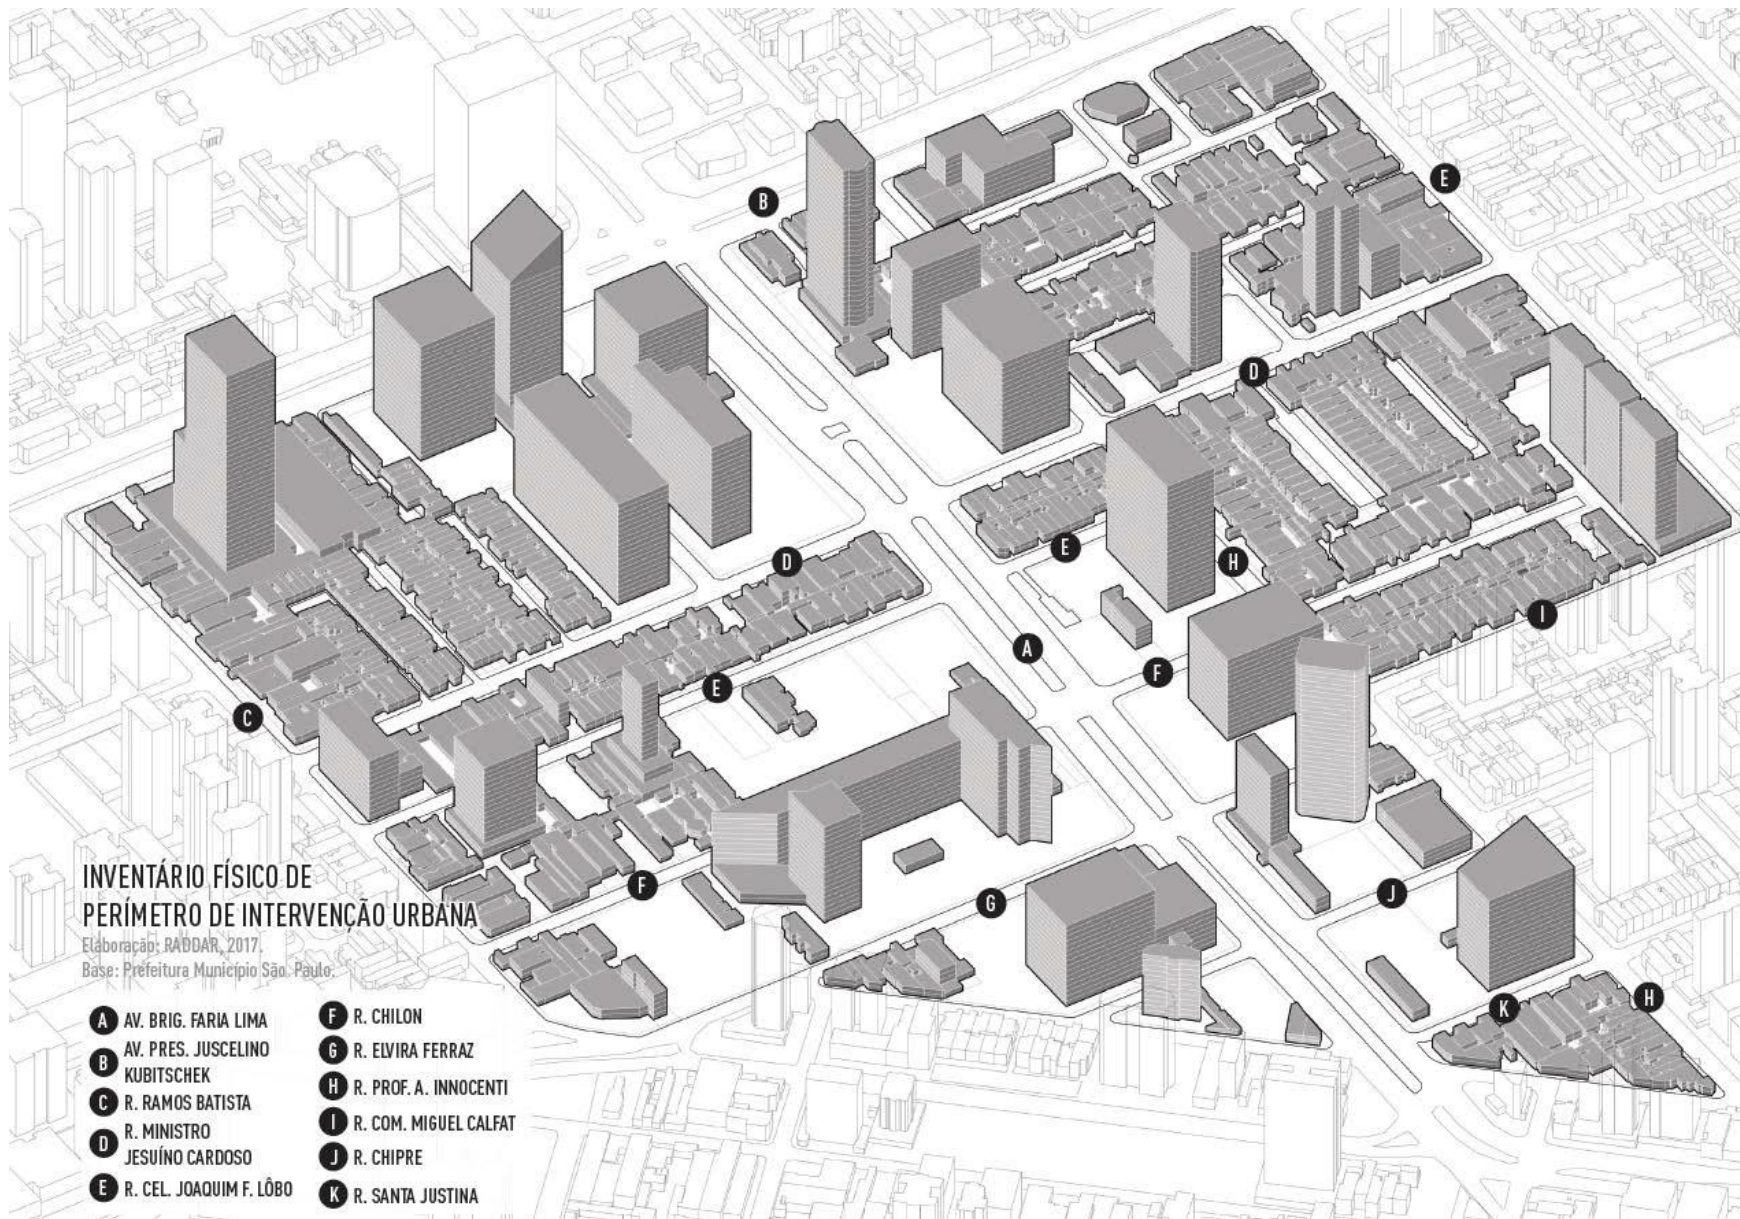 B
E
D
E
H
D
I
A
F
E
C
F
J
G
K
H
INVENTÁRIO FÍSICO DE
PERÍMETRO DE INTERVENÇÃO URBANA
Elaboração: RADDAR, 2017.
Base: Prefeitura Município São Paulo.
A AV. BRIG. FARIA LIMA
B AV. PRES. JUSCELINO
KUBITSCHEK
C R. RAMOS BATISTA
D R. MINISTRO
JESUÍNO CARDOSO
E R. CEL. JOAQUIM F. LÔBO
F R. CHILON
G R. ELVIRA FERRAZ
H R. PROF. A. INNOCENTI
I R. COM. MIGUEL CALFAT
J R. CHIPRE
K R. SANTA JUSTINA